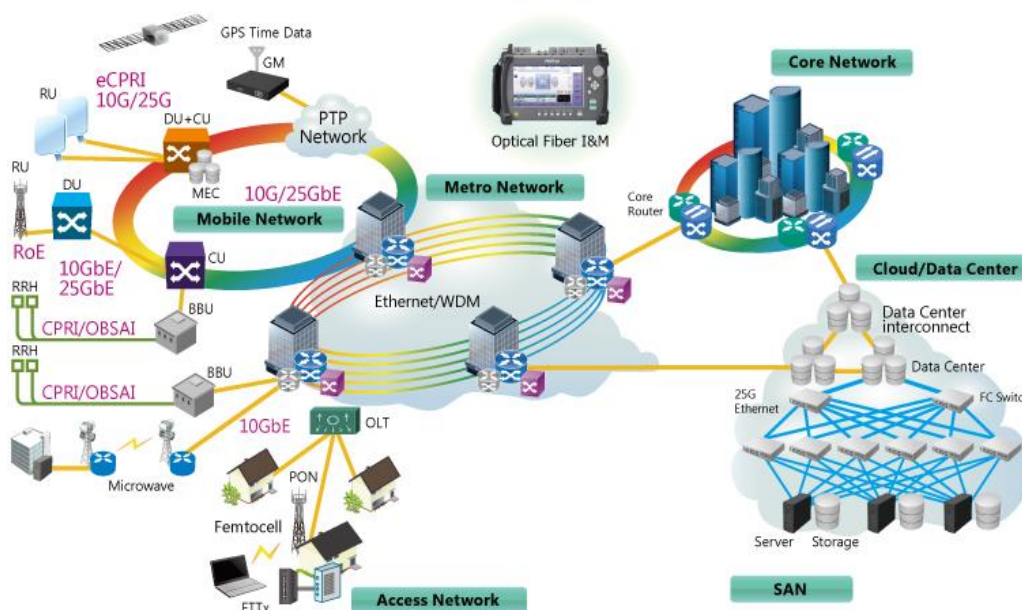 GPS Time Data
GM
eCPRI
10G/25G
RU
DU+CU
PTP
Network
MEC
10G/25GbE
Mobile Network
RU
DU
RoE
10GbE/
25GbE
CU
RRH
CPRI/OBSAI
BBU
RRH
CPRI/OBSAI
BBU
Microwave
10GbE
Optical Fiber I&M
Metro Network
Ethernet/WDM
Core Network
Core
Router
Cloud/Data Center
Data Center
interconnect
Data Center
25G
Ethernet
FC Switc
Server
Storage
SAN
OLT
PON
Femtocell
FTTx
Access Network